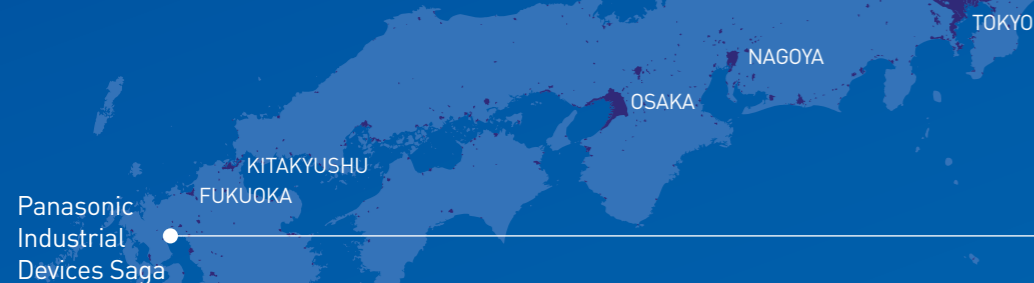 TOKYO
NAGOYA
OSAKA
KITAKYUSHU
FUKUOKA
Panasonic
Industrial
Devices Saga